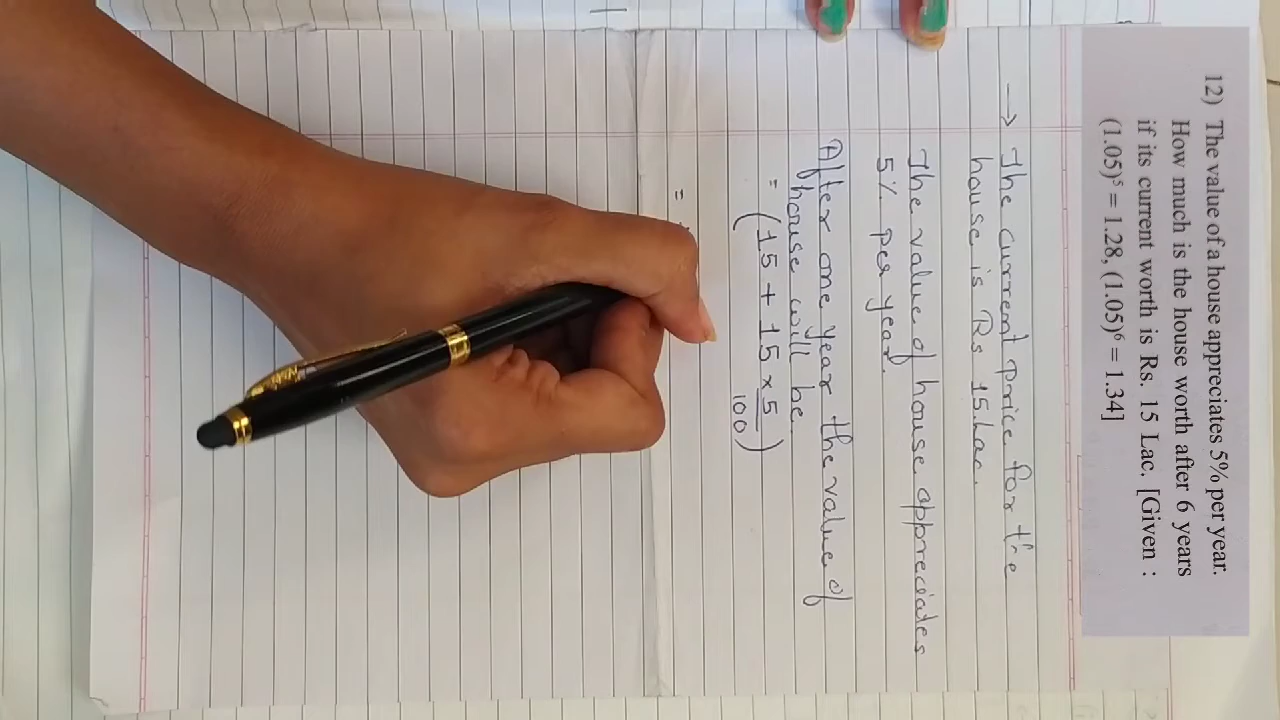 12) The value of a house appreciates 5% per year.
How much is the house worth after 6 years
if its current worth is Rs. 15 Lac. [Given :
(1.05)⁵ = 1.28, (1.05)⁶ = 1.34]
→ The current price for the
house is Rs 15 Lac.
The value of house appreciates
5% per year.
After one year the value of
house will be
= (15 + 15 × 5/100)
=